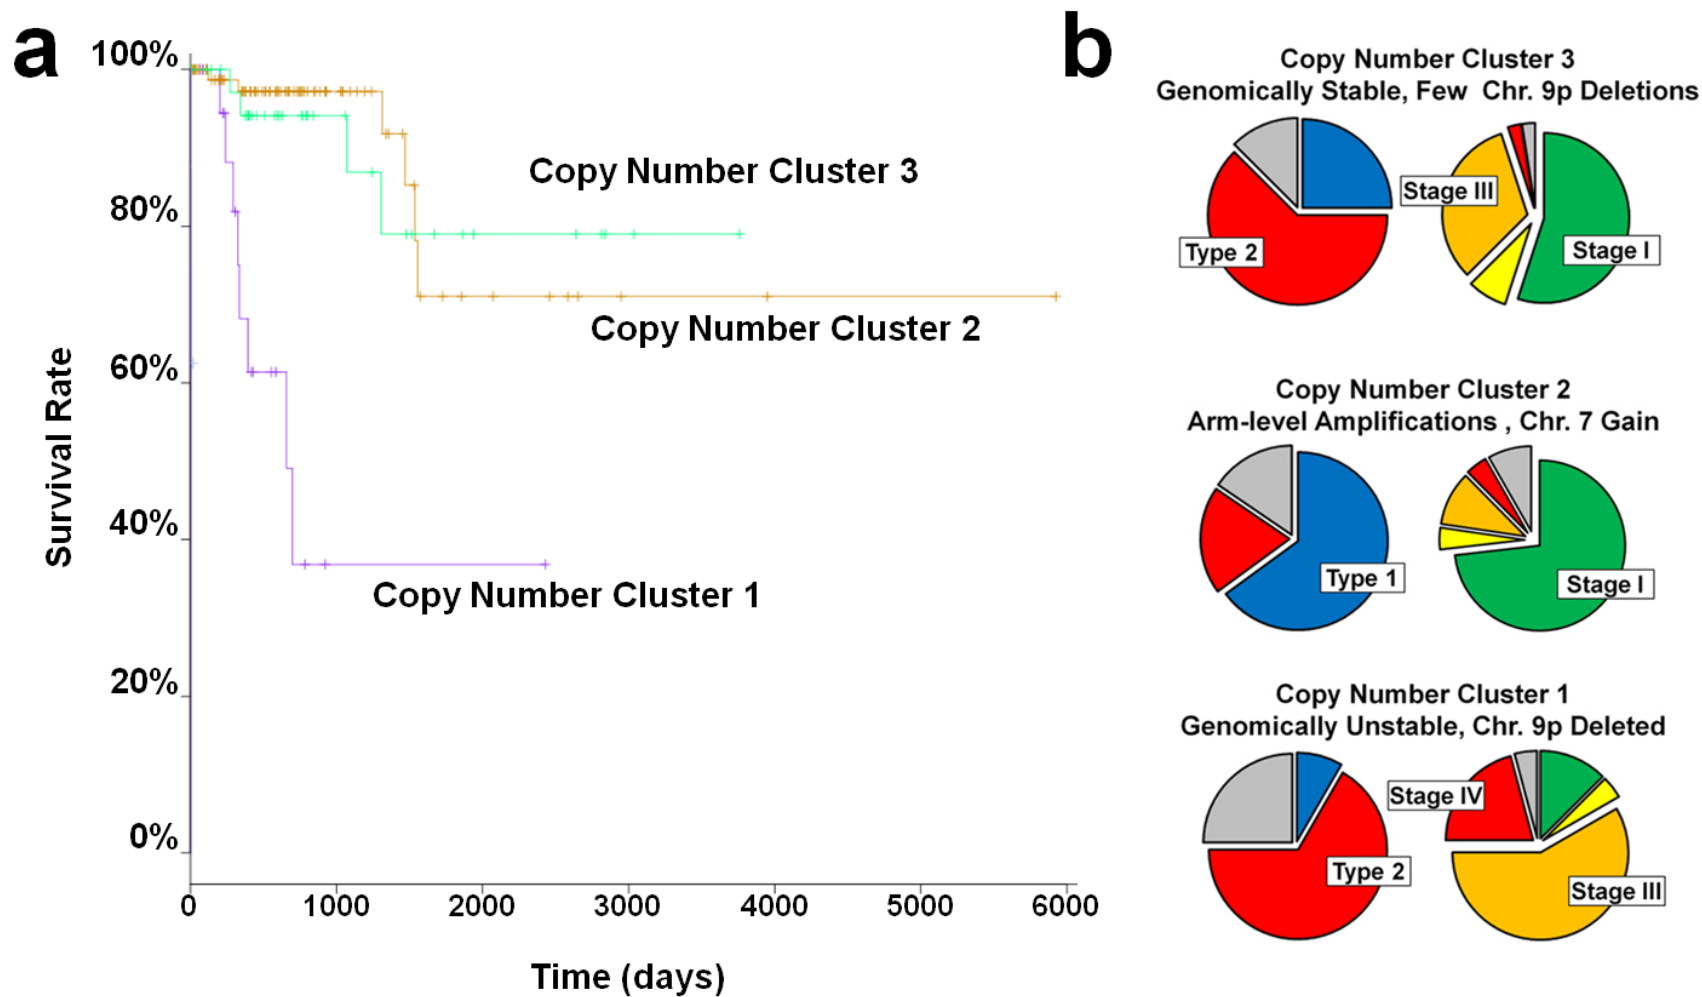 a
100%
80%
60%
40%
20%
0%
Survival Rate
0 1000 2000 3000 4000 5000 6000
Time (days)
Copy Number Cluster 3
Copy Number Cluster 2
Copy Number Cluster 1
b
Copy Number Cluster 3
Genomically Stable, Few Chr. 9p Deletions
Type 2
Stage III
Stage I
Copy Number Cluster 2
Arm-level Amplifications , Chr. 7 Gain
Type 1
Stage I
Copy Number Cluster 1
Genomically Unstable, Chr. 9p Deleted
Type 2
Stage IV
Stage III